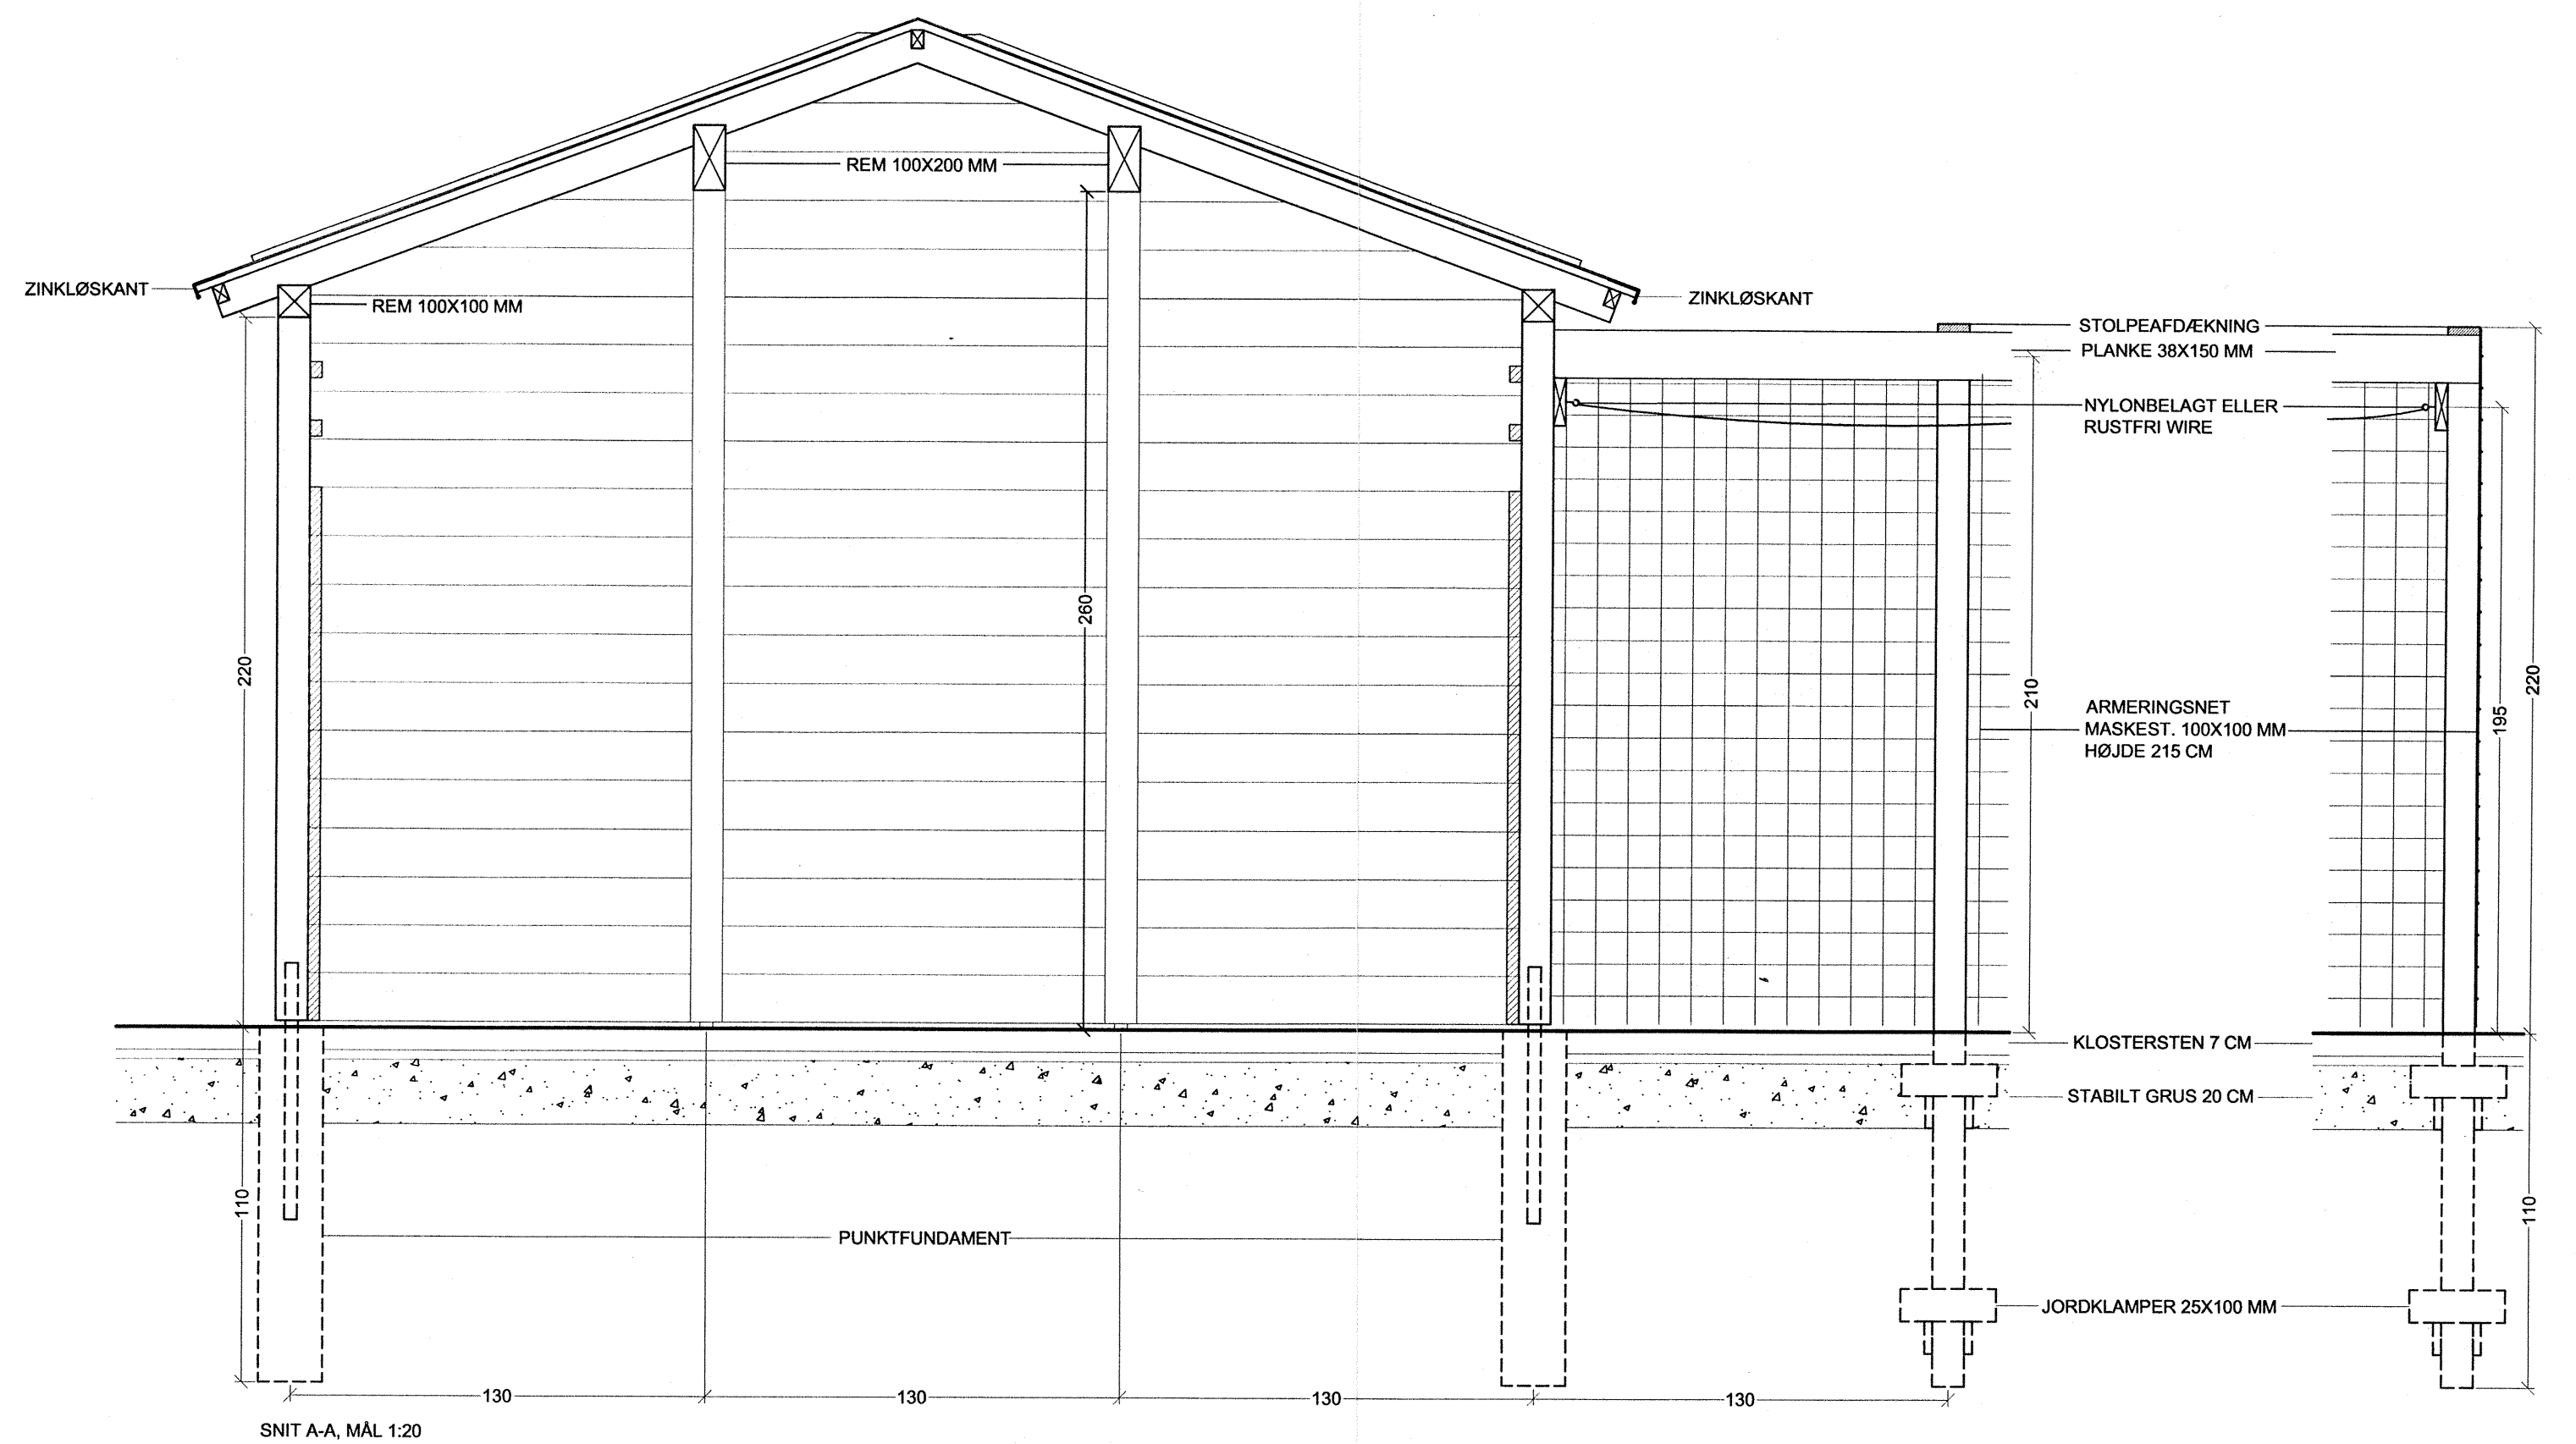 REM 100X200 MM
ZINKLØSKANT
REM 100X100 MM
ZINKLØSKANT
STOLPEAFDÆKNING
PLANKE 38X150 MM
NYLONBELAGT ELLER
RUSTFRI WIRE
260
220
210
195
220
ARMERINGSNET
MASKEST. 100X100 MM
HØJDE 215 CM
KLOSTERSTEN 7 CM
STABILT GRUS 20 CM
110
110
PUNKTFUNDAMENT
JORDKLAMPER 25X100 MM
130
130
130
130
SNIT A-A, MÅL 1:20